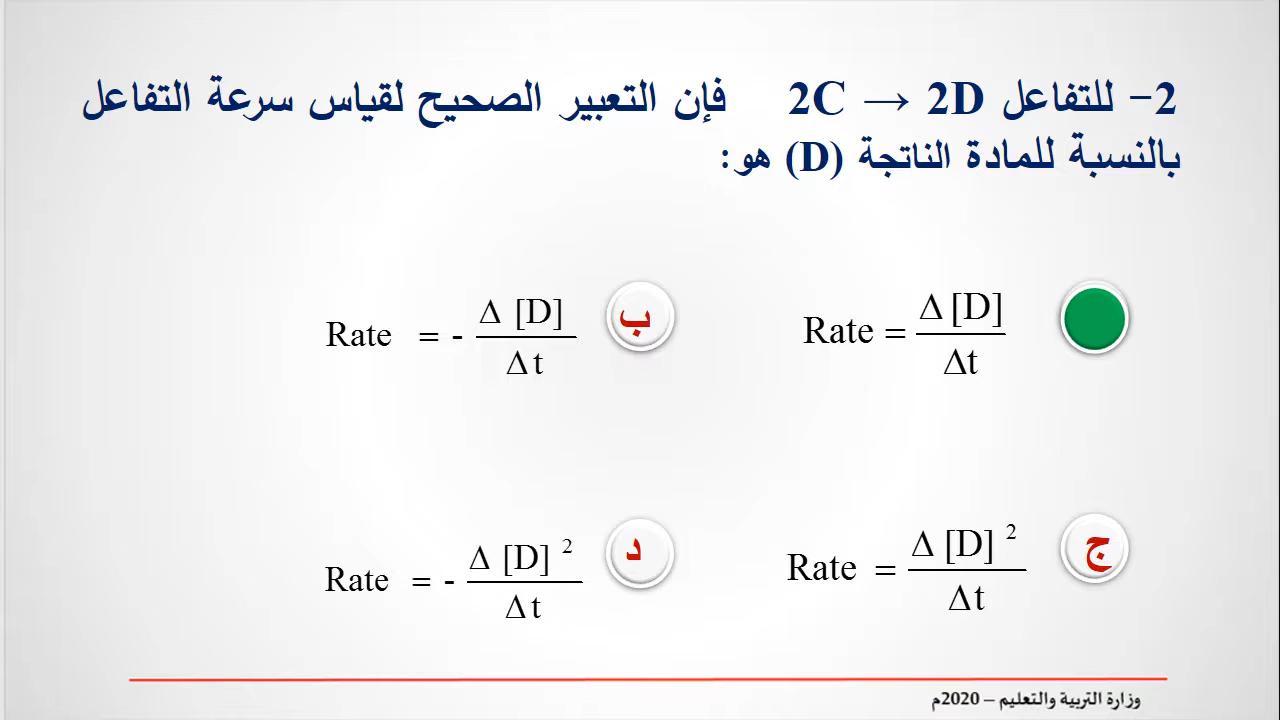 2- للتفاعل 2C → 2D فإن التعبير الصحيح لقياس سرعة التفاعل
بالنسبة للمادة الناتجة (D) هو:
Rate = Δ [D] / Δt
ب Rate = - Δ [D] / Δt
ج Rate = Δ [D] ² / Δt
د Rate = - Δ [D] ² / Δt
وزارة التربية والتعليم – 2020م